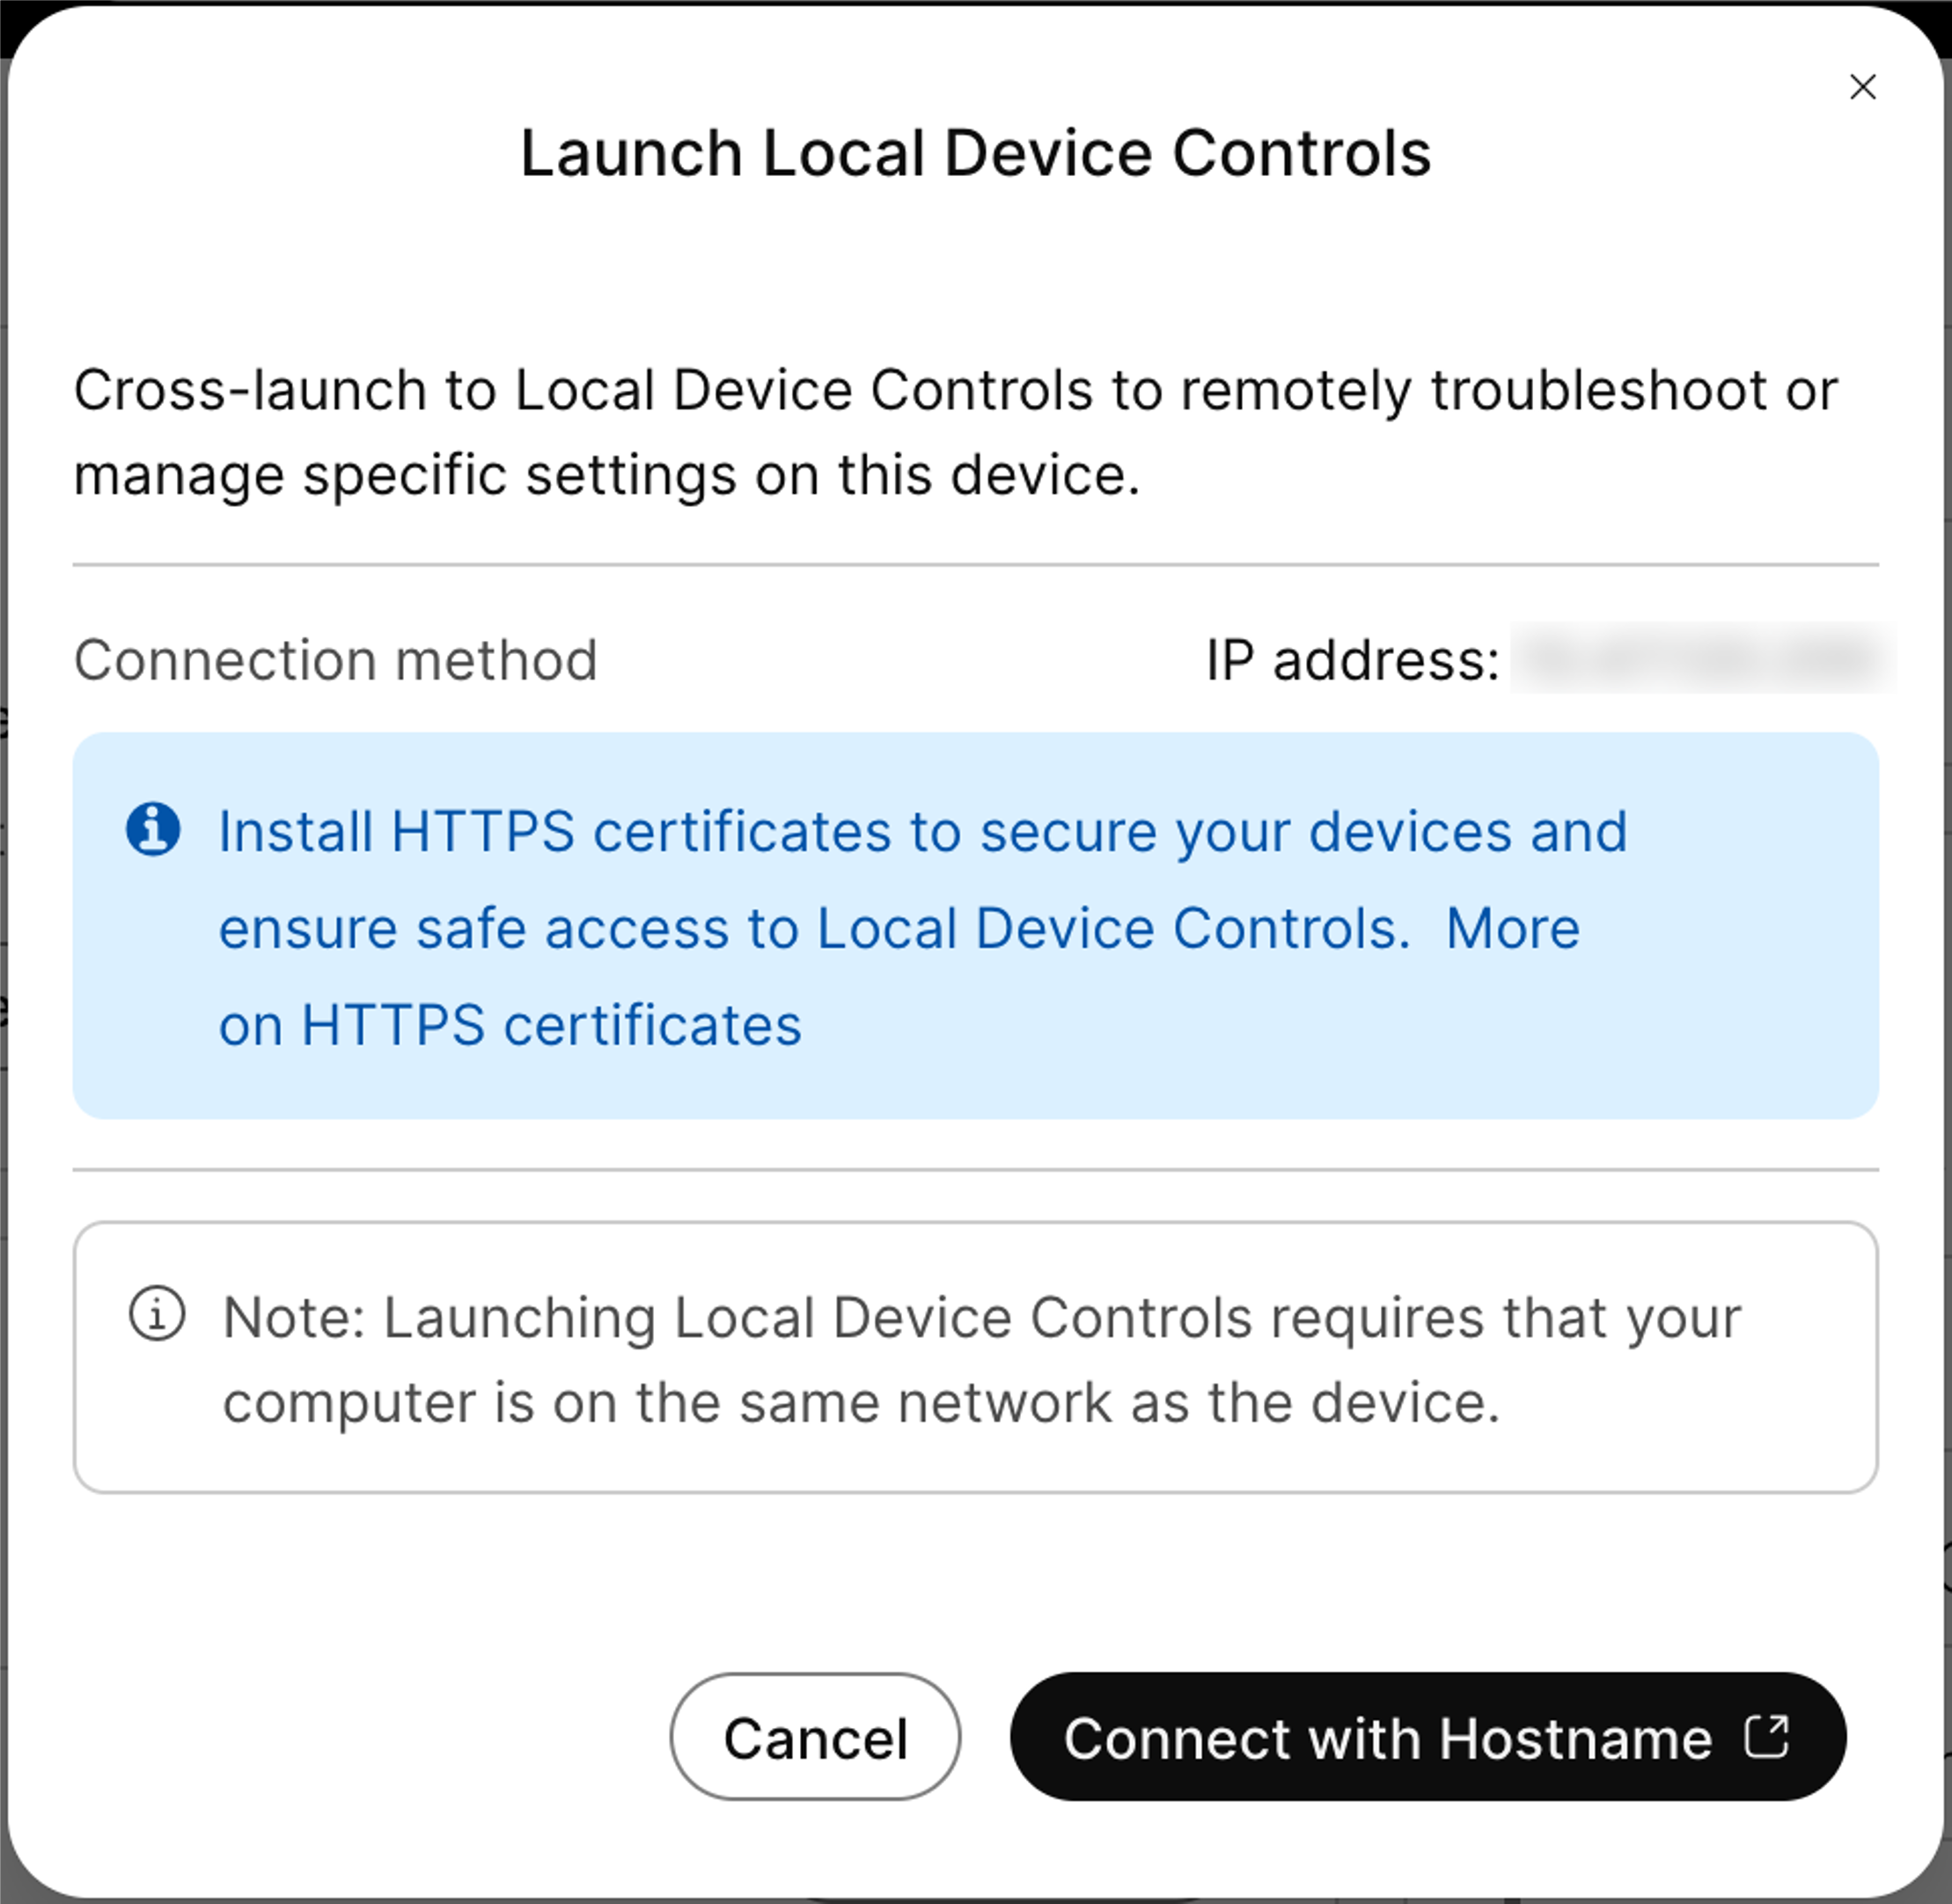 Launch Local Device Controls
Cross-launch to Local Device Controls to remotely troubleshoot or
manage specific settings on this device.
Connection method
IP address:
Install HTTPS certificates to secure your devices and
ensure safe access to Local Device Controls. More
on HTTPS certificates
Note: Launching Local Device Controls requires that your
computer is on the same network as the device.
Cancel
Connect with Hostname